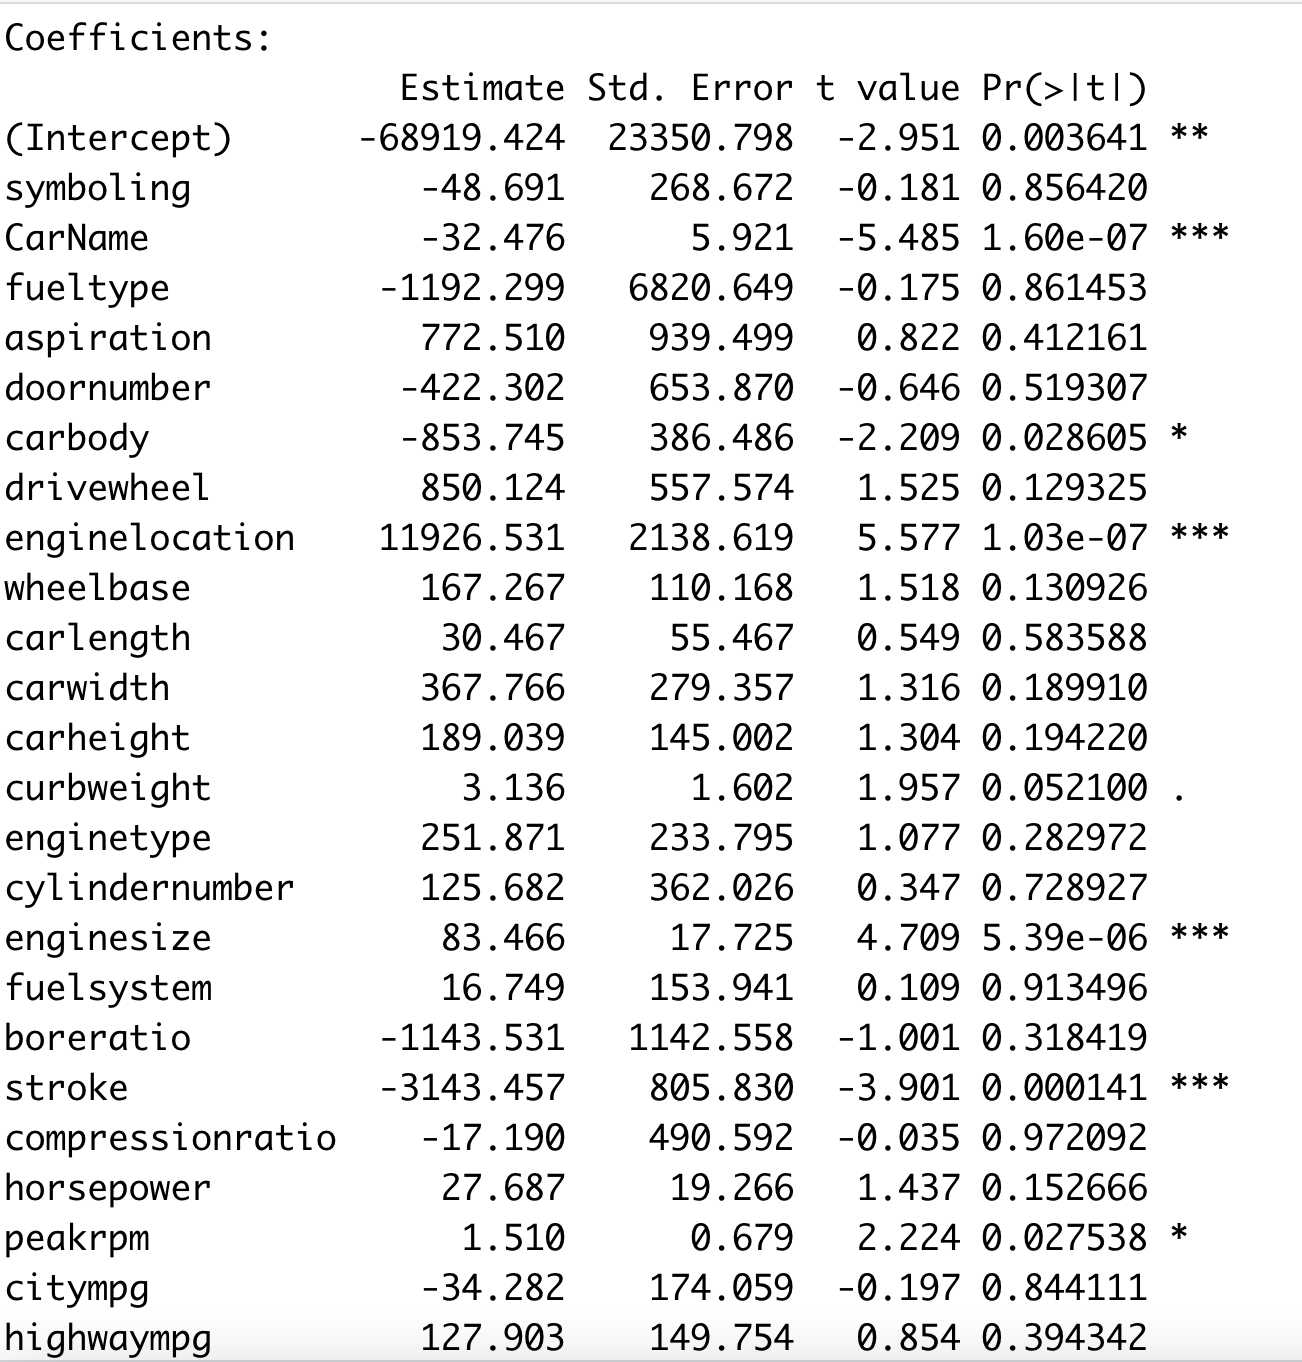 Coefficients:
                   Estimate Std. Error t value Pr(>|t|)
(Intercept)      -68919.424  23350.798  -2.951 0.003641 **
symboling           -48.691    268.672  -0.181 0.856420
CarName             -32.476      5.921  -5.485 1.60e-07 ***
fueltype          -1192.299   6820.649  -0.175 0.861453
aspiration          772.510    939.499   0.822 0.412161
doornumber         -422.302    653.870  -0.646 0.519307
carbody            -853.745    386.486  -2.209 0.028605 *
drivewheel          850.124    557.574   1.525 0.129325
enginelocation    11926.531   2138.619   5.577 1.03e-07 ***
wheelbase           167.267    110.168   1.518 0.130926
carlength            30.467     55.467   0.549 0.583588
carwidth            367.766    279.357   1.316 0.189910
carheight           189.039    145.002   1.304 0.194220
curbweight            3.136      1.602   1.957 0.052100 .
enginetype          251.871    233.795   1.077 0.282972
cylindernumber      125.682    362.026   0.347 0.728927
enginesize           83.466     17.725   4.709 5.39e-06 ***
fuelsystem           16.749    153.941   0.109 0.913496
boreratio         -1143.531   1142.558  -1.001 0.318419
stroke            -3143.457    805.830  -3.901 0.000141 ***
compressionratio    -17.190    490.592  -0.035 0.972092
horsepower           27.687     19.266   1.437 0.152666
peakrpm               1.510      0.679   2.224 0.027538 *
citympg             -34.282    174.059  -0.197 0.844111
highwaympg          127.903    149.754   0.854 0.394342